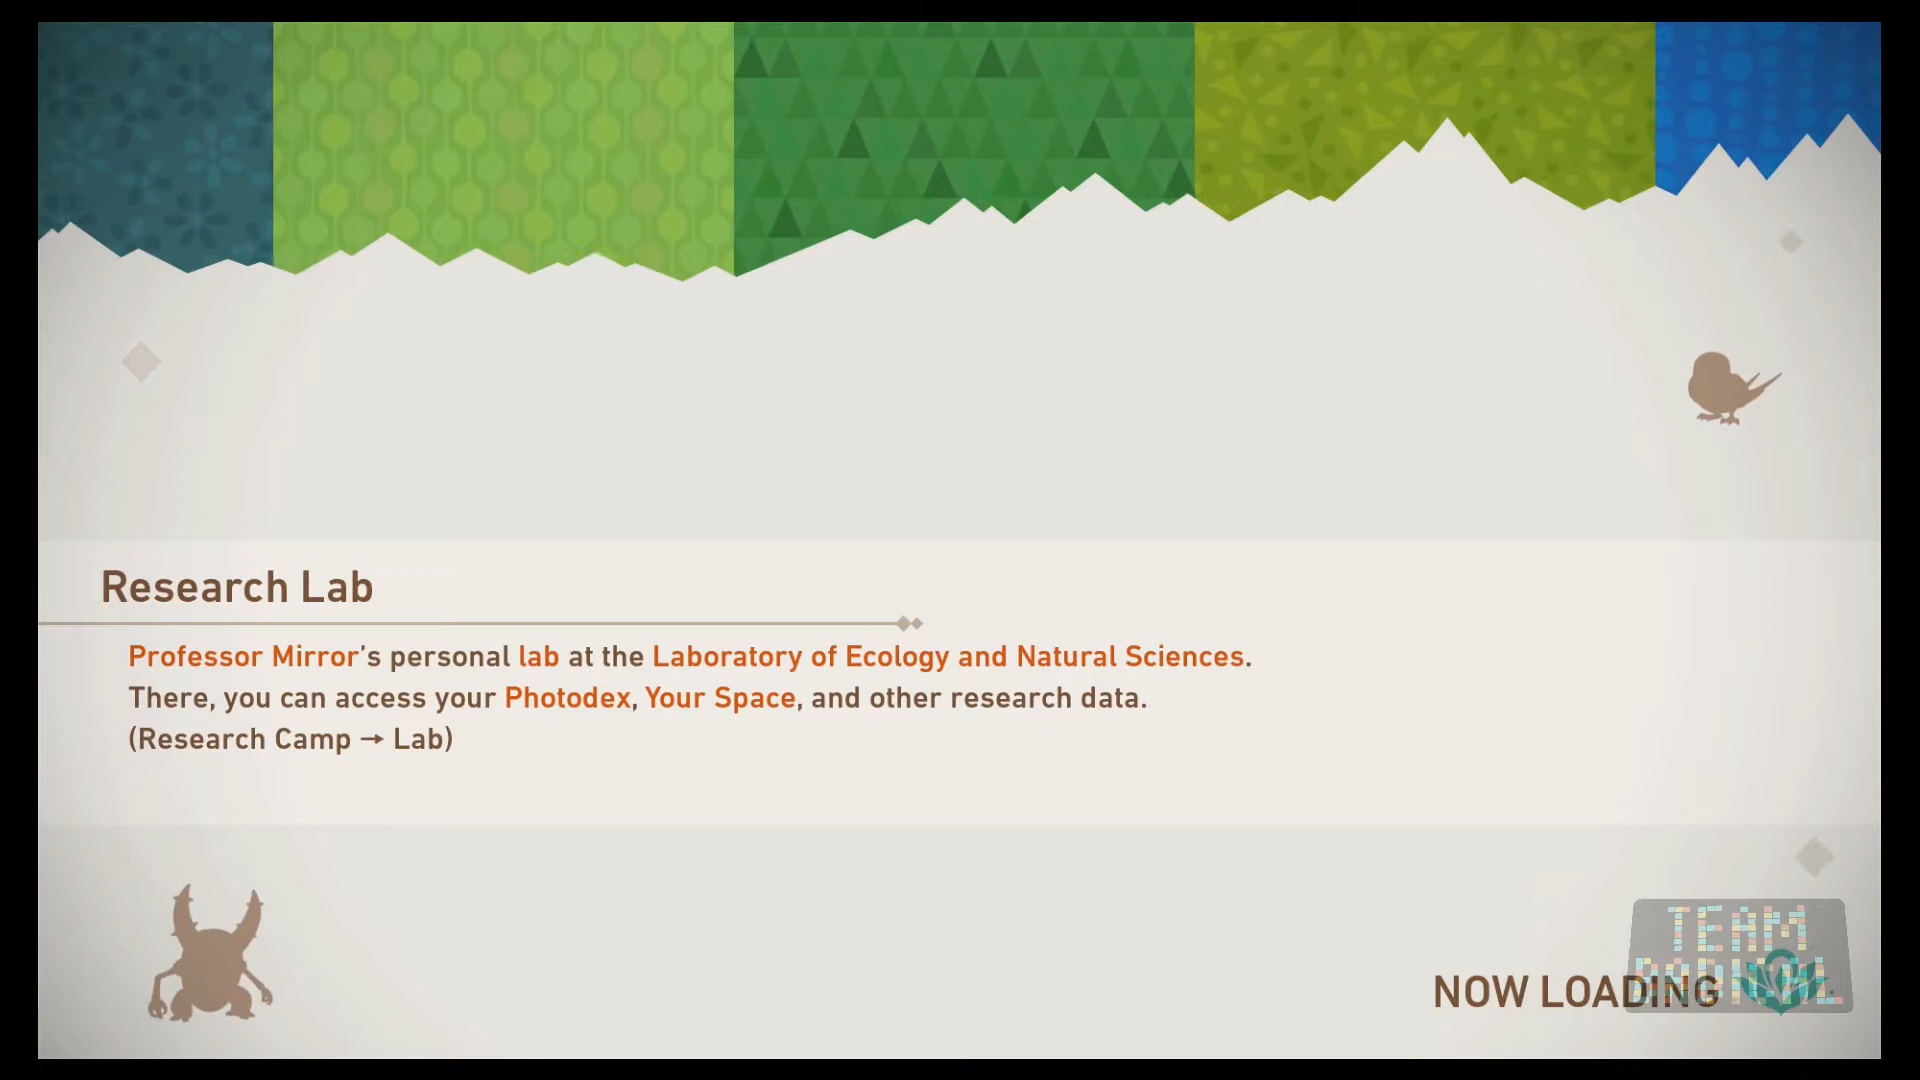 Research Lab
Professor Mirror's personal lab at the Laboratory of Ecology and Natural Sciences.
There, you can access your Photodex, Your Space, and other research data.
(Research Camp → Lab)
TEAM
NOW LOADING